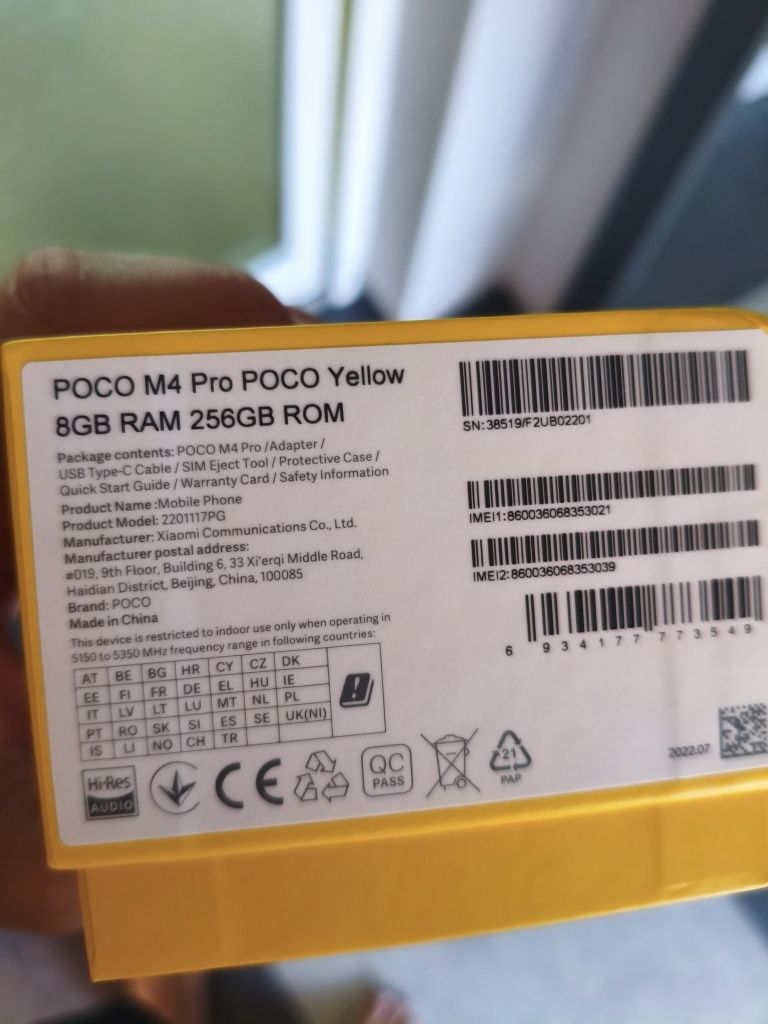 POCO M4 Pro POCO Yellow
8GB RAM 256GB ROM
Package contents: POCO M4 Pro /Adapter /
USB Type-C Cable / SIM Eject Tool / Protective Case /
Quick Start Guide / Warranty Card / Safety Information
Product Name :Mobile Phone
Product Model: 2201117PG
Manufacturer: Xiaomi Communications Co., Ltd.
Manufacturer postal address:
#019, 9th Floor, Building 6, 33 Xi'erqi Middle Road,
Haidian District, Beijing, China, 100085
Brand: POCO
Made in China
This device is restricted to indoor use only when operating in
5150 to 5350 MHz frequency range in following countries:
AT BE BG HR CY CZ DK
EE FI FR DE EL HU IE
IT LV LT LU MT NL PL
PT RO SK SI ES SE UK(NI)
IS LI NO CH TR
Hi-Res
AUDIO
CE
QC
PASS
21
PAP
SN:38519/F2UB02201
IMEI1:860036068353021
IMEI2:860036068353039
6 934177 773549
2022.07